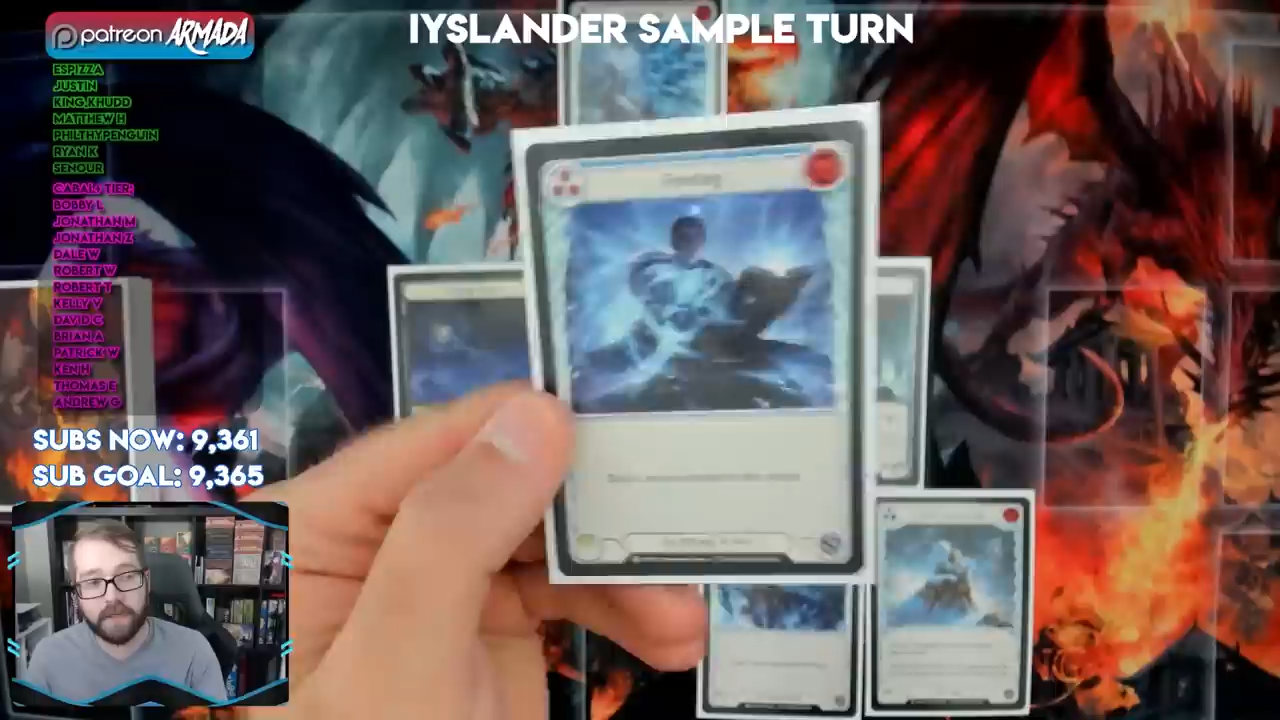 patreon ARMADA
IYSLANDER SAMPLE TURN
ESPIZZA
JUSTIN
KING.KHUDD
MATTHEW H
PHILTHYPENGUIN
RYAN K
SENOUR
CABAL+ TIER:
BOBBY L
JONATHAN M
JONATHAN Z
DALE W
ROBERT W
ROBERT T
KELLY V
DAVID C
BRIAN A
PATRICK W
KEN H
THOMAS E
ANDREW G
SUBS NOW: 9,361
SUB GOAL: 9,365